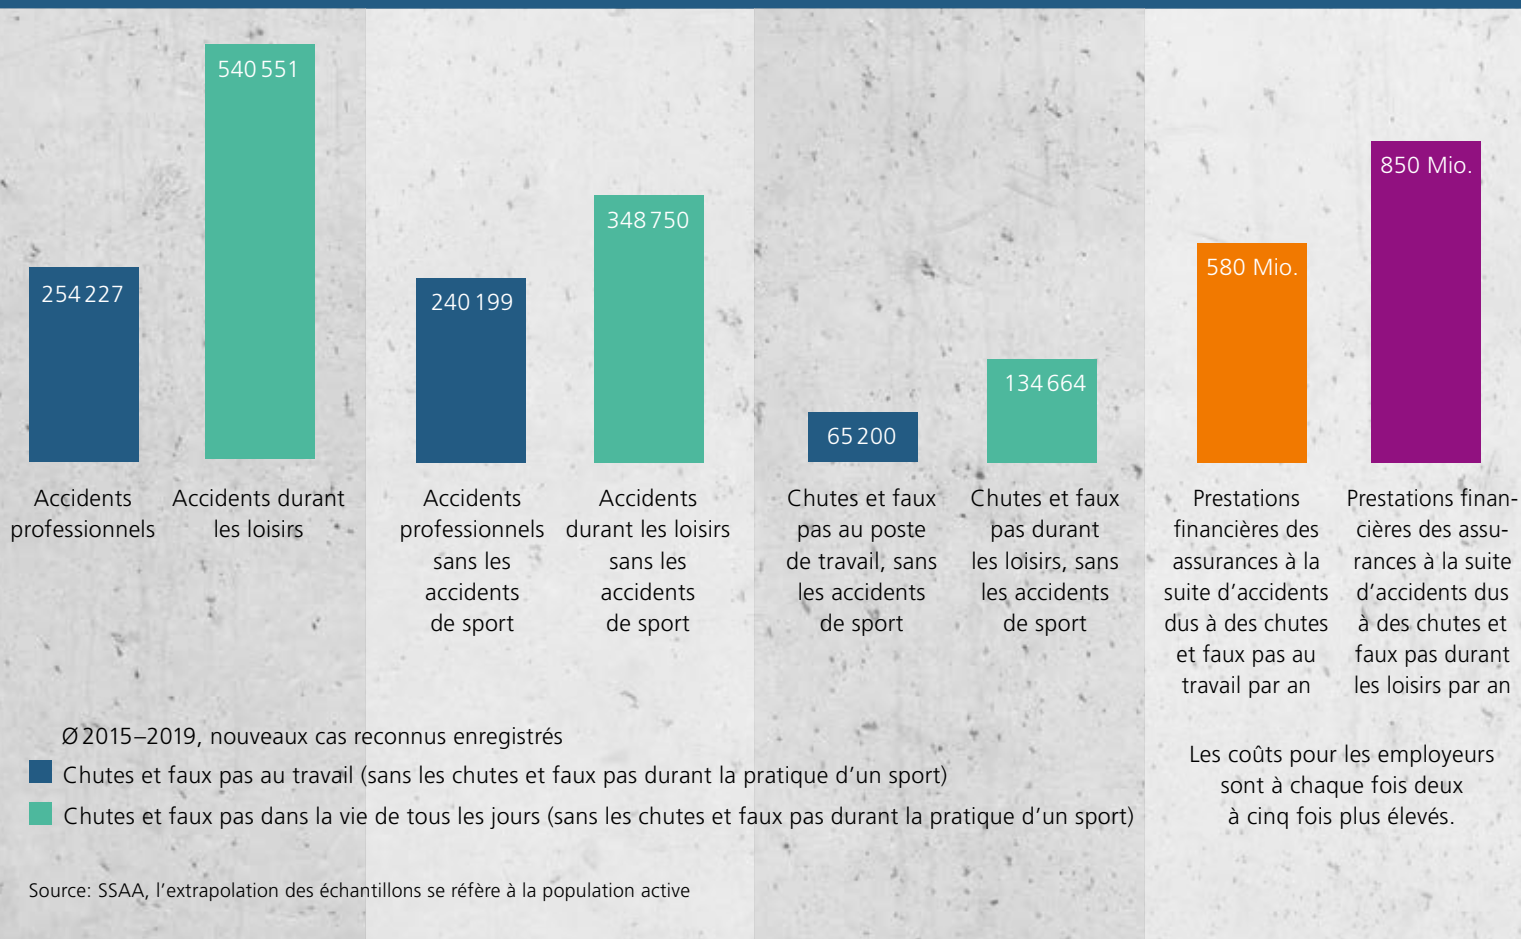 254 227
540 551
240 199
348 750
65 200
134 664
580 Mio.
850 Mio.
Accidents
professionnels
Accidents durant
les loisirs
Accidents
professionnels
sans les
accidents
de sport
Accidents
durant les loisirs
sans les
accidents
de sport
Chutes et faux
pas au poste
de travail, sans
les accidents
de sport
Chutes et faux
pas durant
les loisirs, sans
les accidents
de sport
Prestations
financières des
assurances à la
suite d’accidents
dus à des chutes
et faux pas au
travail par an
Prestations finan-
cières des assu-
rances à la suite
d’accidents dus
à des chutes et
faux pas durant
les loisirs par an
Ø 2015–2019, nouveaux cas reconnus enregistrés
Chutes et faux pas au travail (sans les chutes et faux pas durant la pratique d’un sport)
Chutes et faux pas dans la vie de tous les jours (sans les chutes et faux pas durant la pratique d’un sport)
Les coûts pour les employeurs
sont à chaque fois deux
à cinq fois plus élevés.
Source: SSAA, l’extrapolation des échantillons se réfère à la population active